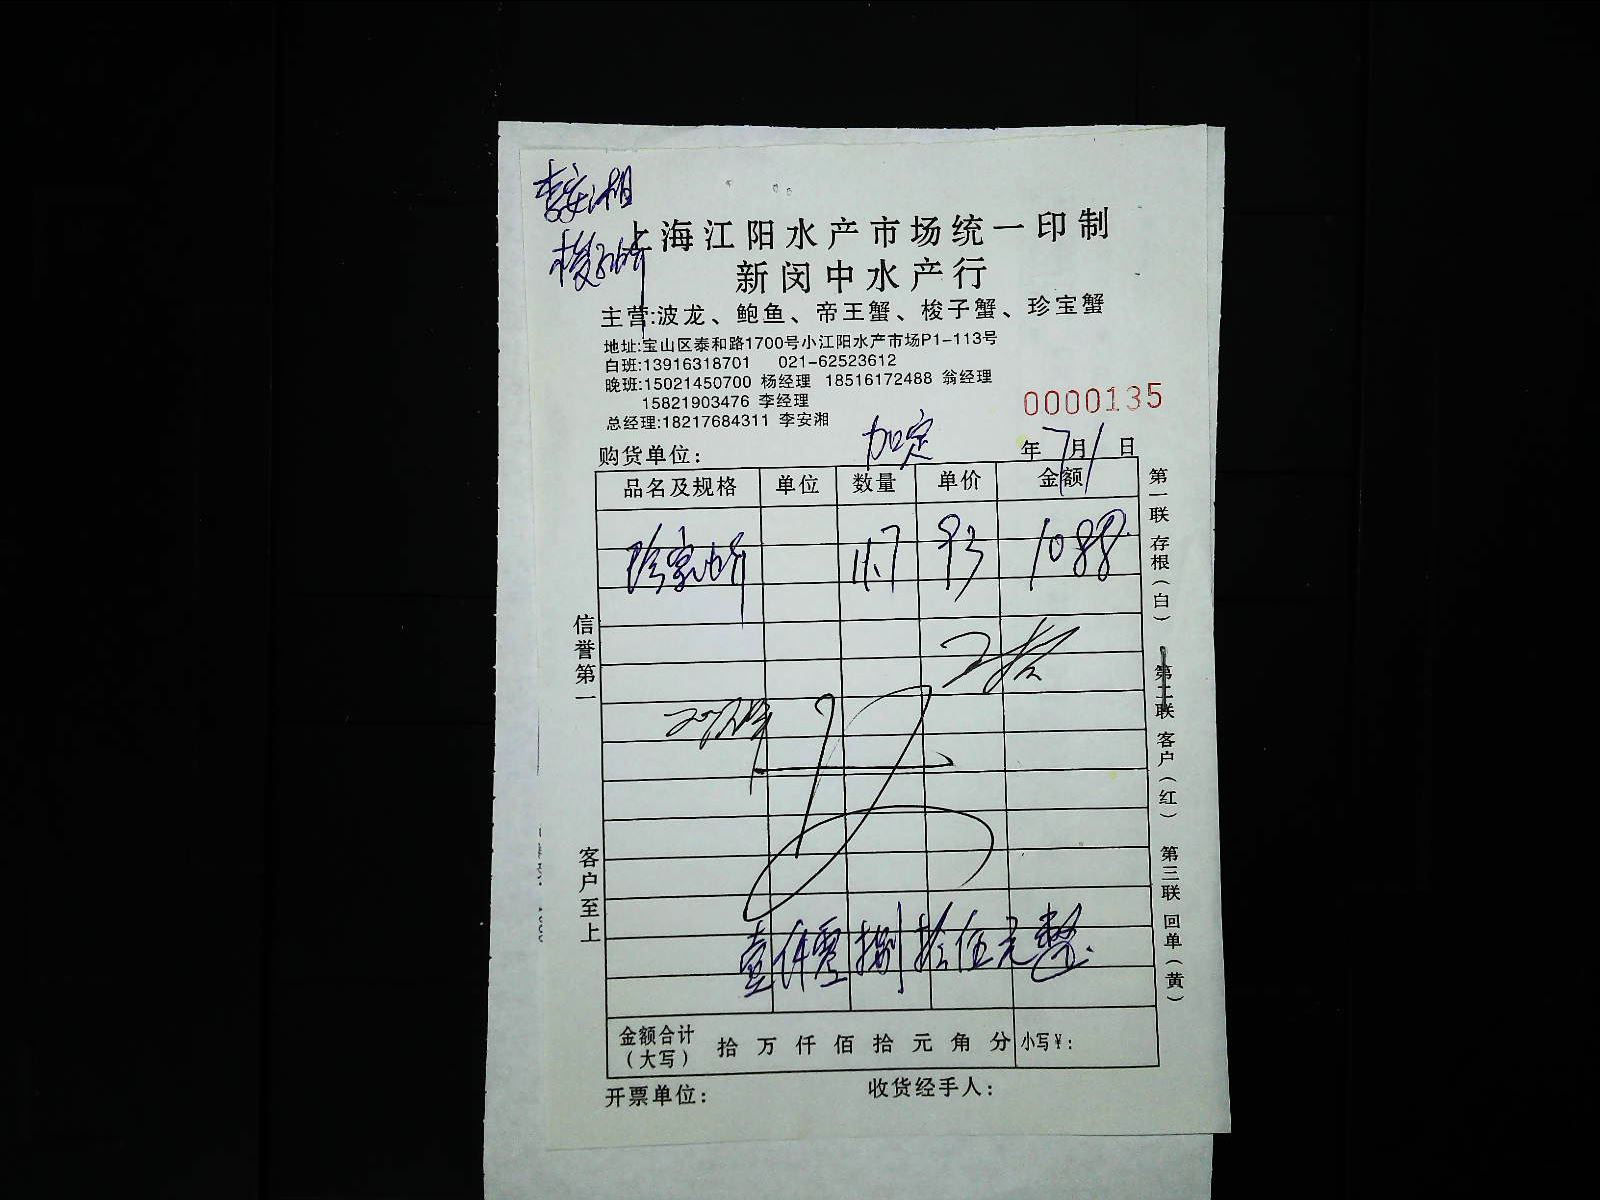 李安湘
梭子蟹
上海江阳水产市场统一印制
新闵中水产行
主营:波龙、鲍鱼、帝王蟹、梭子蟹、珍宝蟹
地址:宝山区泰和路1700号小江阳水产市场P1-113号
白班:13916318701 021-62523612
晚班:15021450700 杨经理 18516172488 翁经理
15821903476 李经理
总经理:18217684311 李安湘
0000135
购货单位: 加定 年7月1日
品名及规格 单位 数量 单价 金额
珍宝蟹 11.7 93 1088.
壹仟零捌拾伍元整.
金额合计
(大写) 拾万仟佰拾元角分 小写¥:
开票单位: 收货经手人:
信誉第一
客户至上
第一联 存根(白) 第二联 客户(红) 第三联 回单(黄)